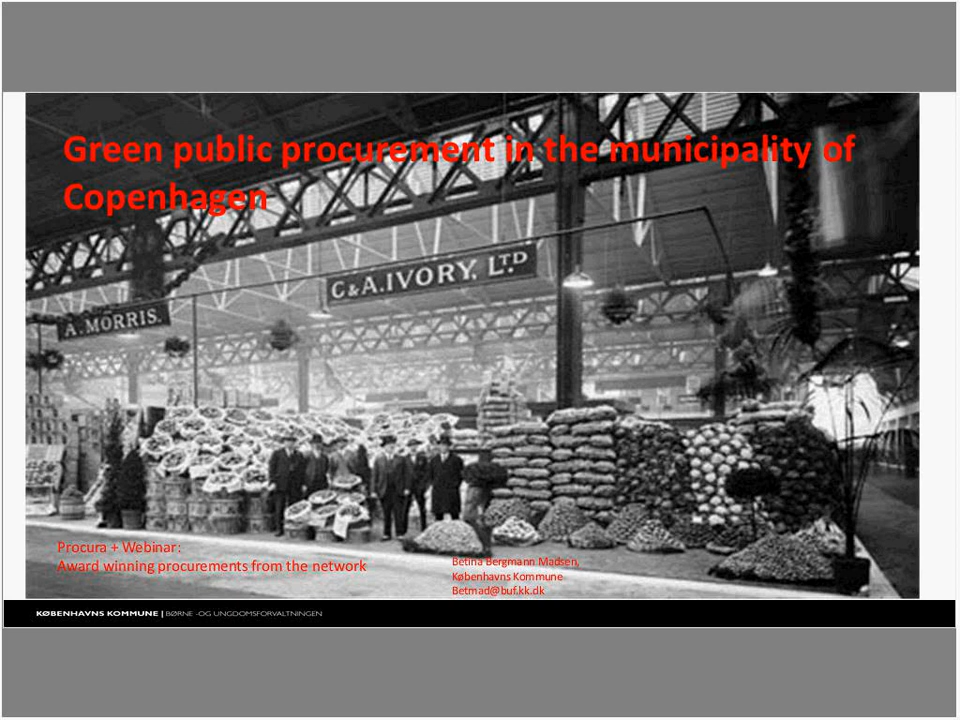 Green public procurement in the municipality of
Copenhagen
C & A. IVORY, LTD
A. MORRIS.
Procura + Webinar:
Award winning procurements from the network
Betina Bergmann Madsen,
Københavns Kommune
Betmad@buf.kk.dk
KØBENHAVNS KOMMUNE | BØRNE -OG UNGDOMSFORVALTNINGEN